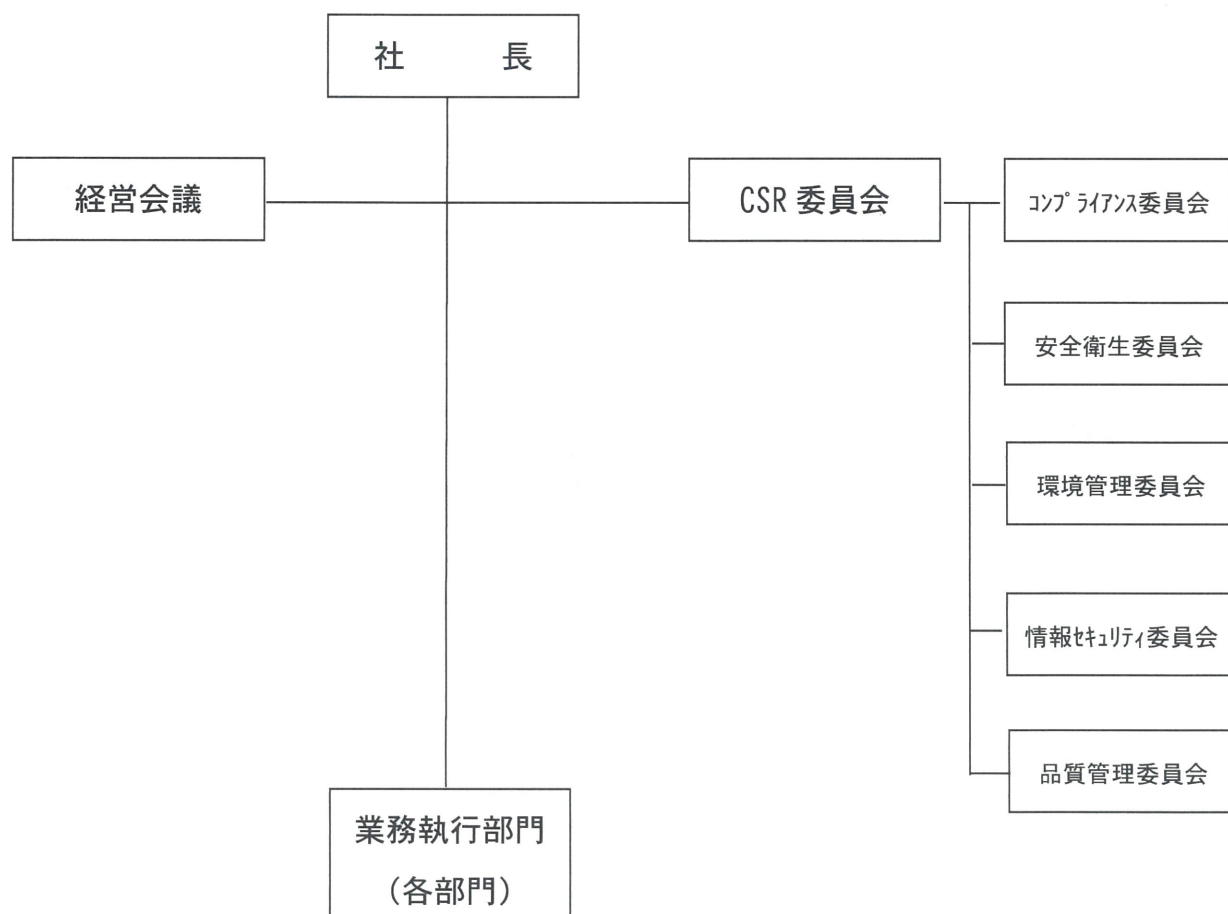 社 長
経営会議
CSR 委員会
コンプライアンス委員会
安全衛生委員会
環境管理委員会
情報セキュリティ委員会
品質管理委員会
業務執行部門
(各部門)